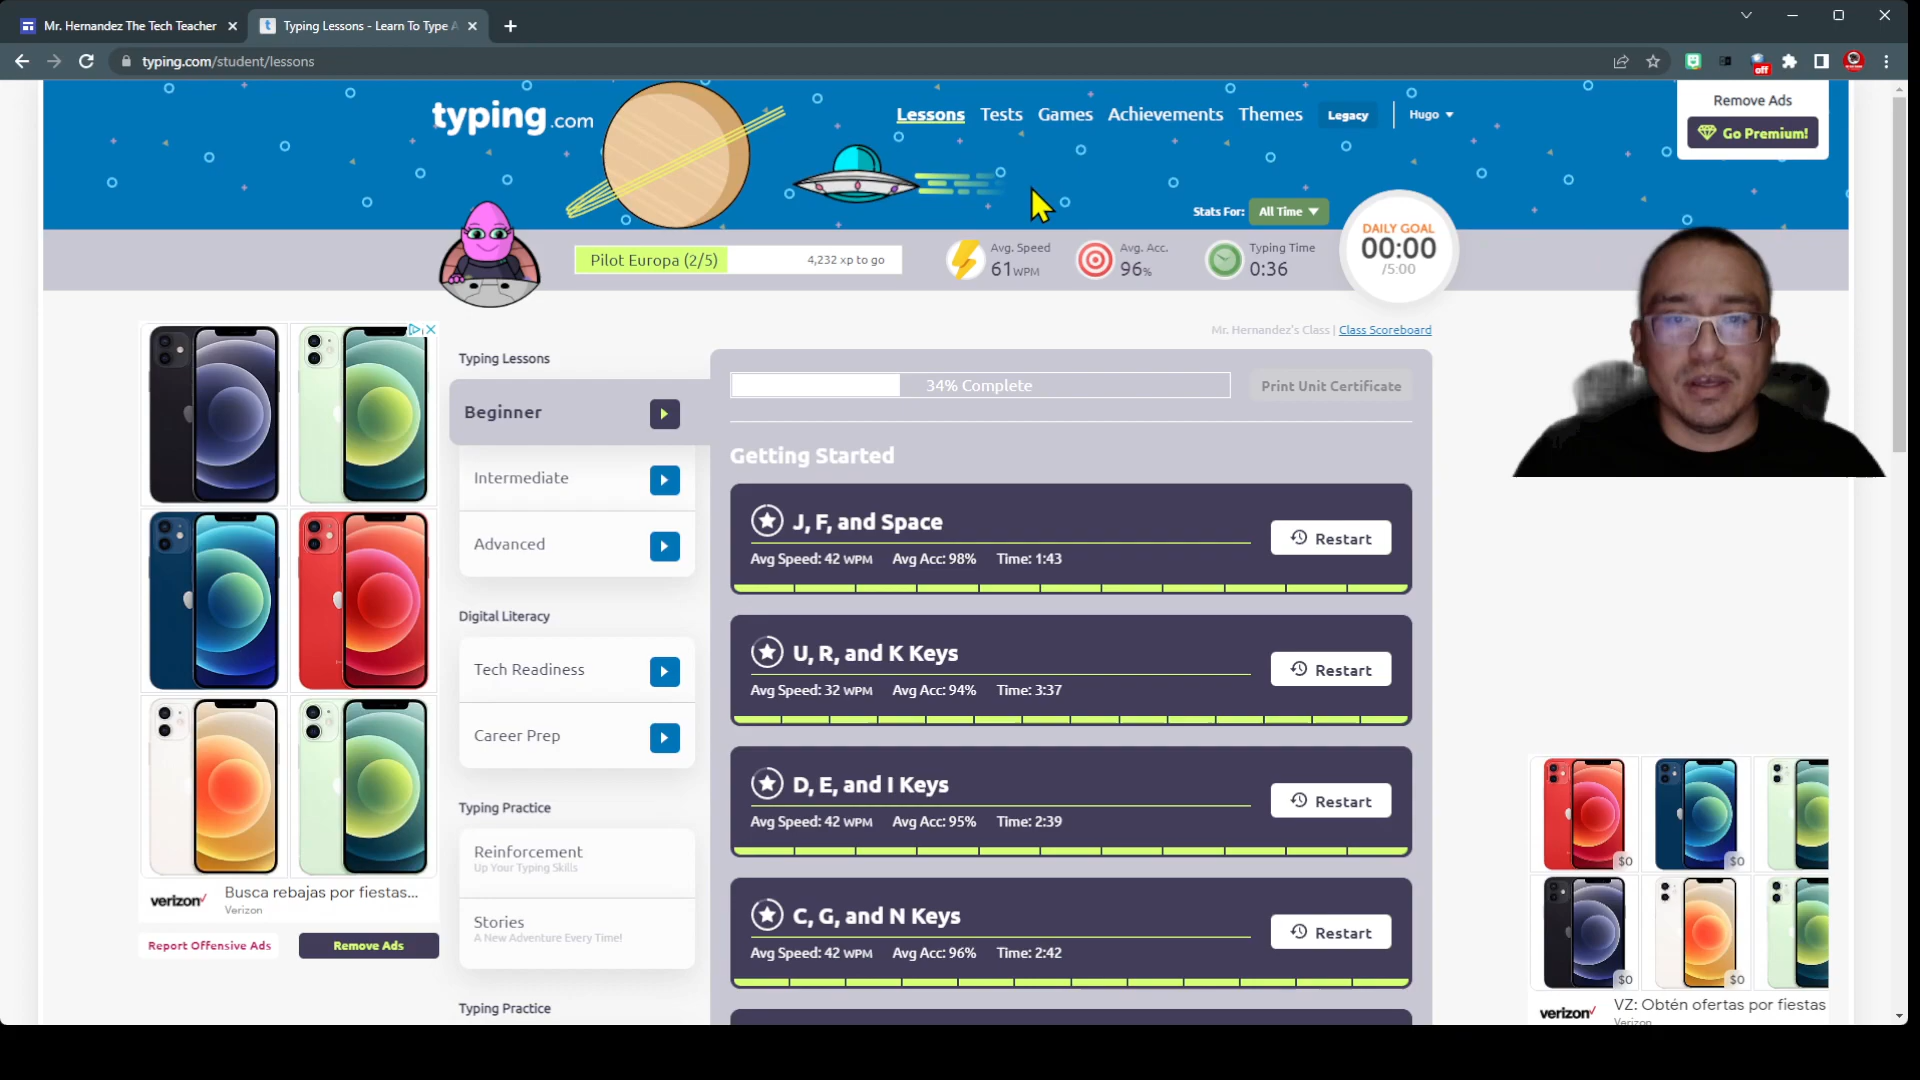 Mr. Hernandez The Tech Teacher
Typing Lessons - Learn To Type A
typing.com/student/lessons
off
typing.com
Lessons
Tests
Games
Achievements
Themes
Legacy
Hugo
Remove Ads
Go Premium!
Stats For:
All Time
Pilot Europa (2/5)
4,232 xp to go
Avg. Speed
61 WPM
Avg. Acc.
96%
Typing Time
0:36
DAILY GOAL
00:00
/5:00
Mr. Hernandez's Class | Class Scoreboard
Typing Lessons
Beginner
Intermediate
Advanced
Digital Literacy
Tech Readiness
Career Prep
Typing Practice
Reinforcement
Up Your Typing Skills
Stories
A New Adventure Every Time!
Typing Practice
34% Complete
Print Unit Certificate
Getting Started
J, F, and Space
Avg Speed: 42 WPM Avg Acc: 98% Time: 1:43
Restart
U, R, and K Keys
Avg Speed: 32 WPM Avg Acc: 94% Time: 3:37
Restart
D, E, and I Keys
Avg Speed: 42 WPM Avg Acc: 95% Time: 2:39
Restart
C, G, and N Keys
Avg Speed: 42 WPM Avg Acc: 96% Time: 2:42
Restart
verizon
Busca rebajas por fiestas...
Verizon
Report Offensive Ads
Remove Ads
$0
$0
$0
$0
verizon
VZ: Obtén ofertas por fiestas
Verizon